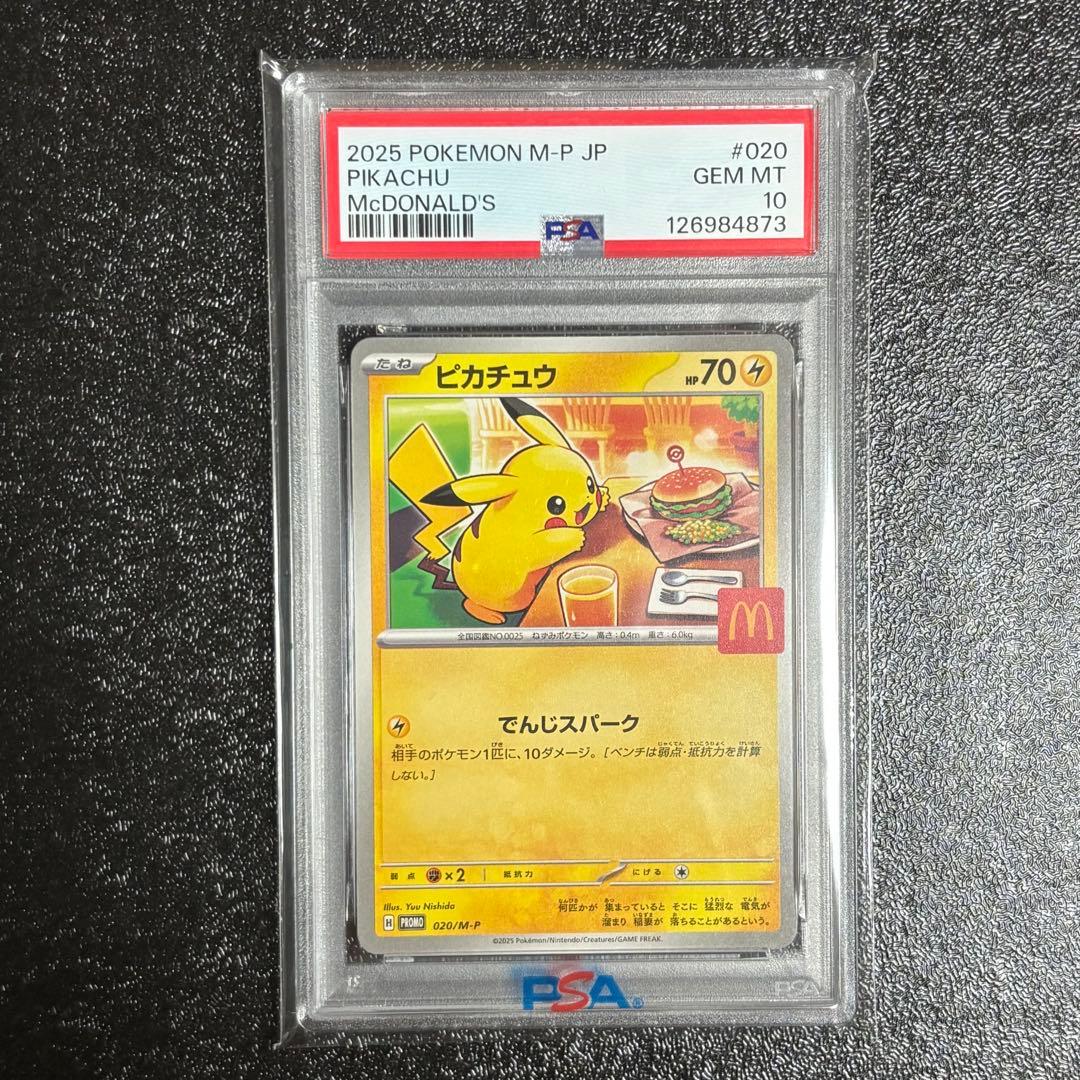 2025 POKEMON M-P JP #020
PIKACHU GEM MT
McDONALD'S 10
PSA 126984873
たね ピカチュウ HP70
全国図鑑NO.0025 ねずみポケモン 高さ:0.4m 重さ:6.0kg
M
でんじスパーク
相手のポケモン1匹に、10ダメージ。[ベンチは弱点・抵抗力を計算
しない。]
弱点 ×2 抵抗力 にげる
Illus. Yuu Nishida
何匹かが 集まっていると そこに 猛烈な 電気が
溜まり 稲妻が 落ちることがあるという。
H PROMO 020/M-P
©2025 Pokémon/Nintendo/Creatures/GAME FREAK.
PSA®
PSA